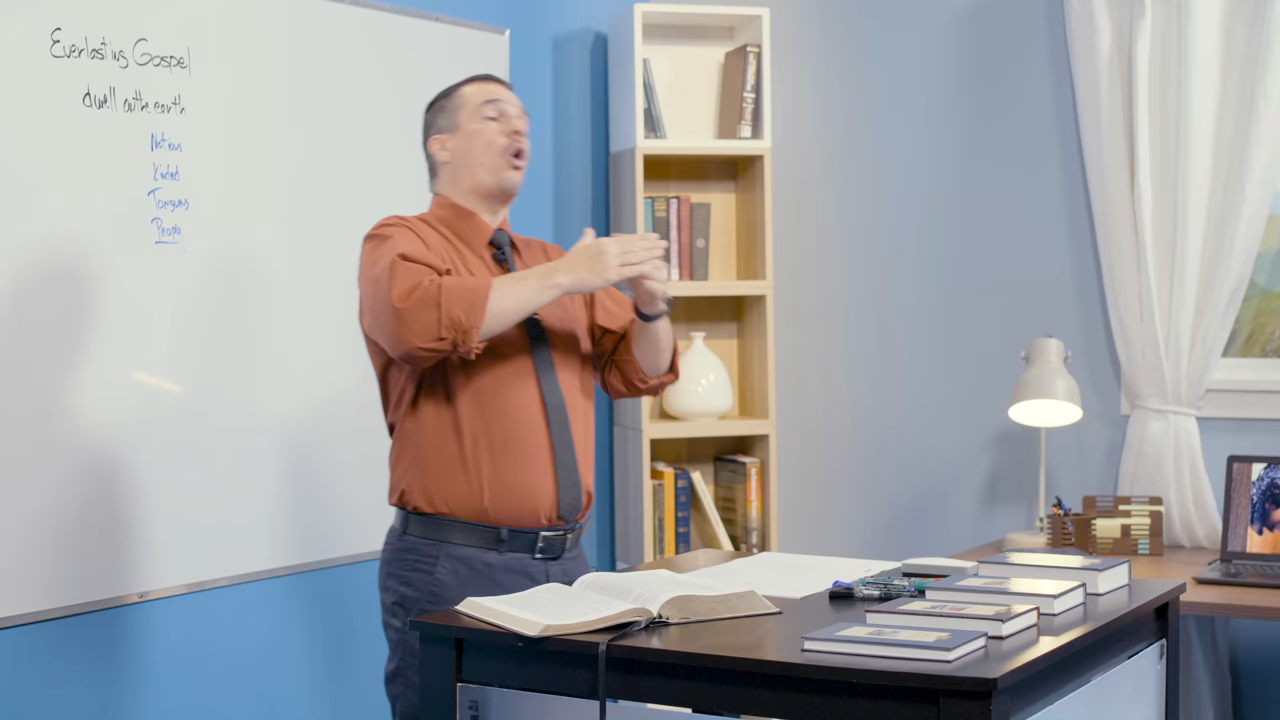 Everlasting Gospel
dwell on the earth
Nations
Kindred
Tongues
People